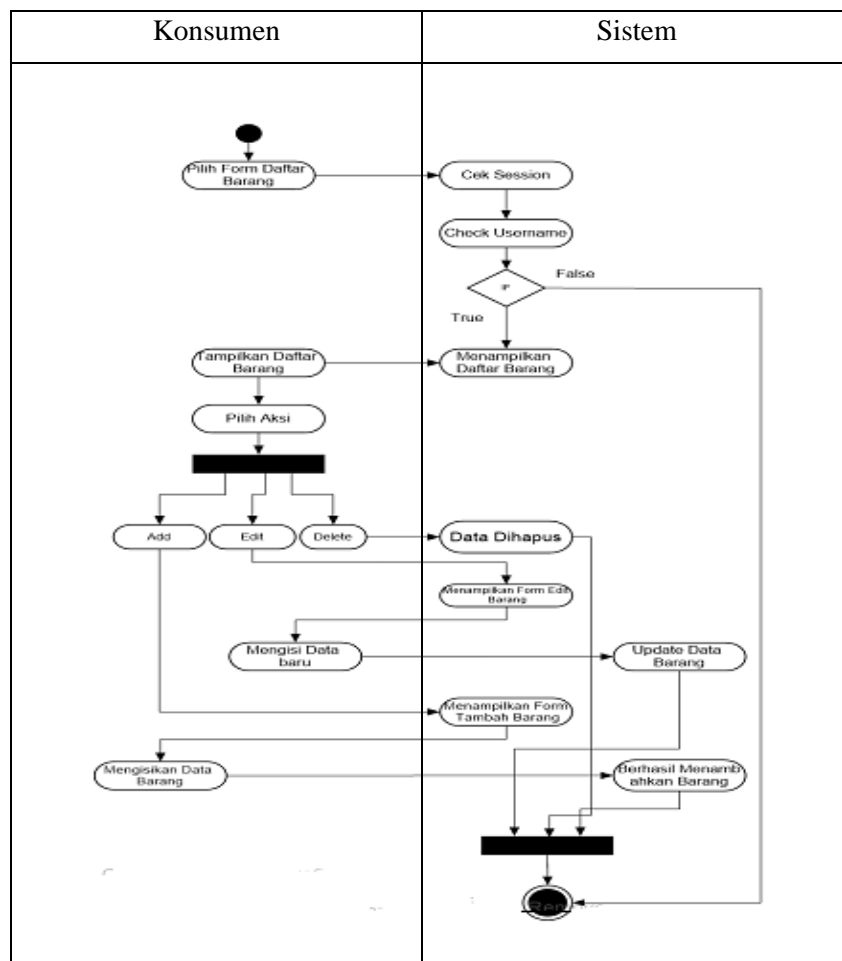 Konsumen
Sistem
Pilih Form Daftar
Barang
Cek Session
Check Username
IF
False
True
Tampilkan Daftar
Barang
Menampilkan
Daftar Barang
Pilih Aksi
Add
Edit
Delete
Data Dihapus
Menampilkan Form Edit
Barang
Mengisi Data
baru
Update Data
Barang
Menampilkan Form
Tambah Barang
Mengisikan Data
Barang
Berhasil Menamb
ahkan Barang